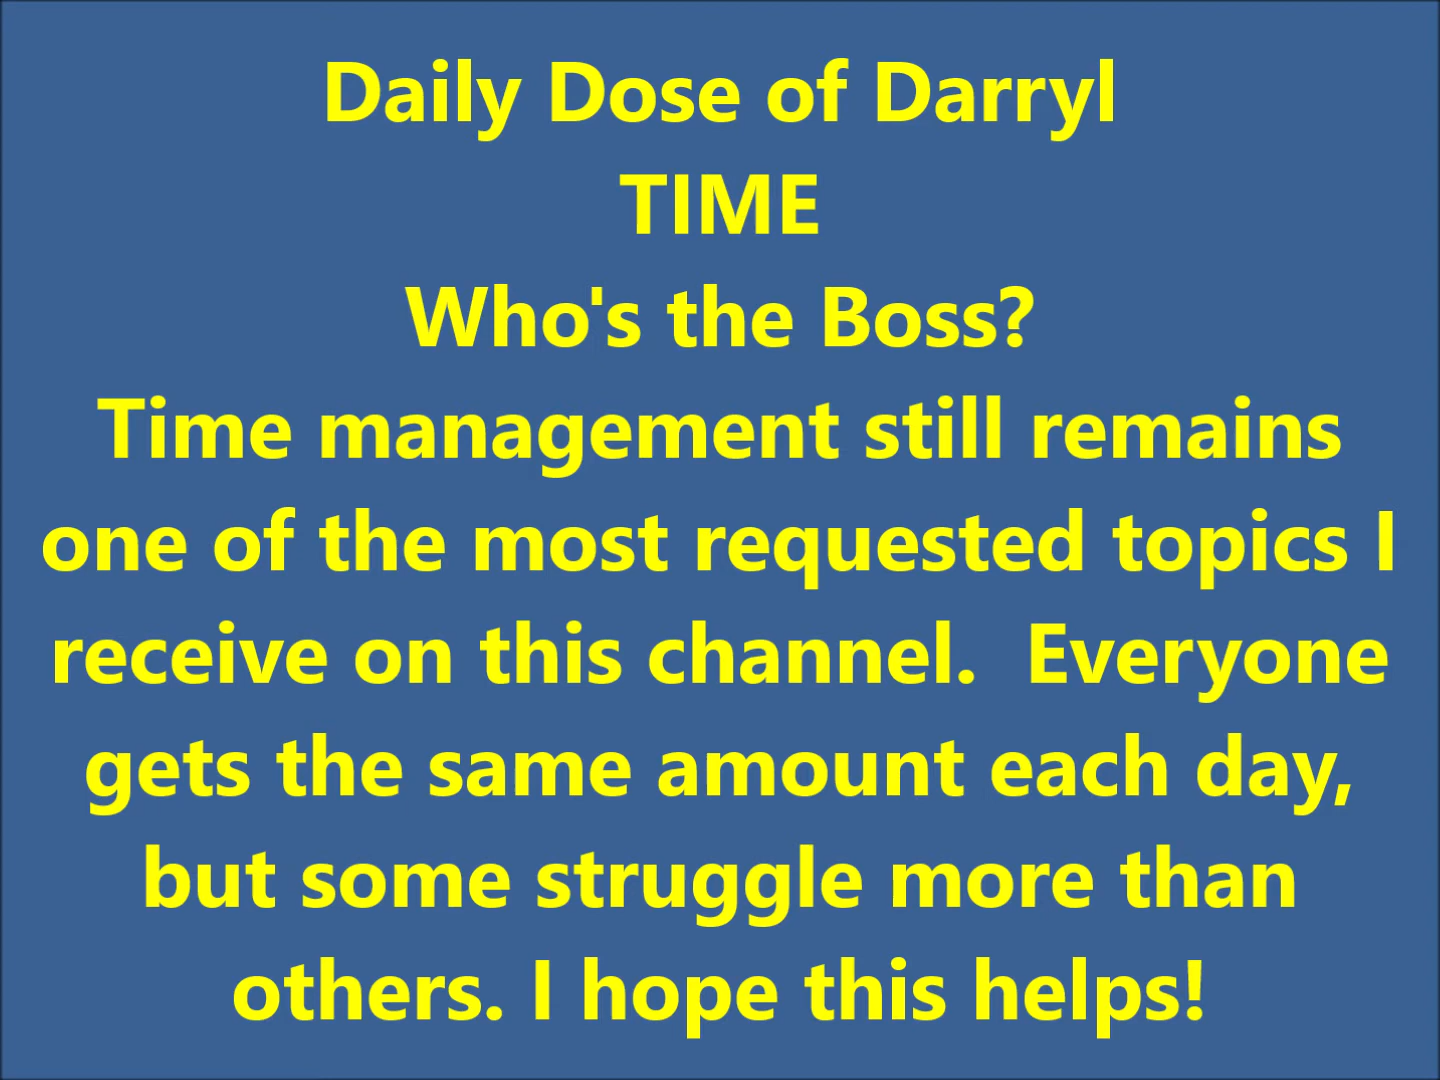 Daily Dose of Darryl
TIME
Who's the Boss?
Time management still remains
one of the most requested topics I
receive on this channel.  Everyone
gets the same amount each day,
but some struggle more than
others. I hope this helps!